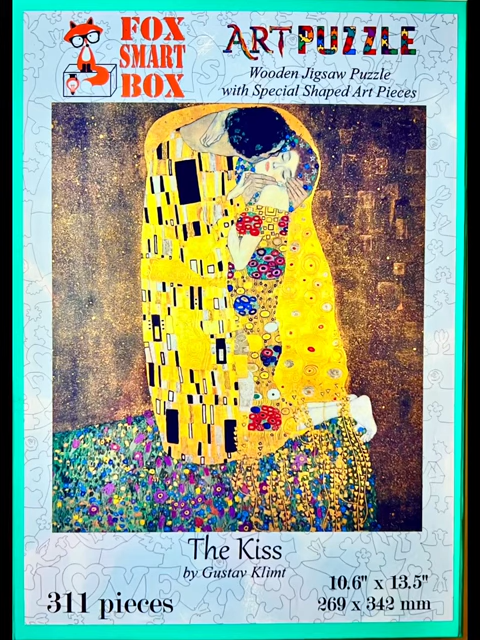 FOX
SMART
BOX
ART PUZZLE
Wooden Jigsaw Puzzle
with Special Shaped Art Pieces
The Kiss
by Gustav Klimt
311 pieces
10.6" x 13.5"
269 x 342 mm